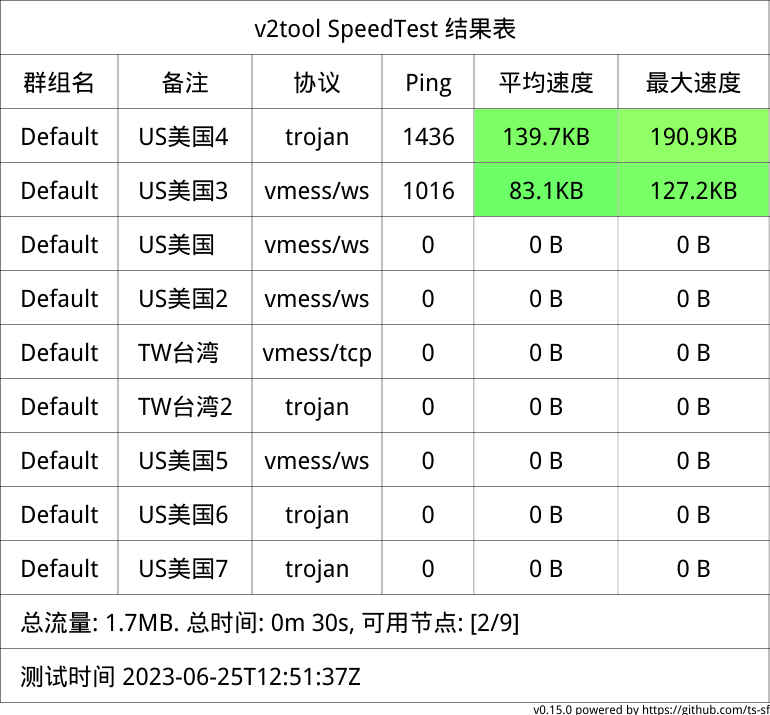 v2tool SpeedTest 结果表
群组名 备注 协议 Ping 平均速度 最大速度
Default US美国4 trojan 1436 139.7KB 190.9KB
Default US美国3 vmess/ws 1016 83.1KB 127.2KB
Default US美国 vmess/ws 0 0 B 0 B
Default US美国2 vmess/ws 0 0 B 0 B
Default TW台湾 vmess/tcp 0 0 B 0 B
Default TW台湾2 trojan 0 0 B 0 B
Default US美国5 vmess/ws 0 0 B 0 B
Default US美国6 trojan 0 0 B 0 B
Default US美国7 trojan 0 0 B 0 B
总流量: 1.7MB. 总时间: 0m 30s, 可用节点: [2/9]
测试时间 2023-06-25T12:51:37Z
v0.15.0 powered by https://github.com/ts-sf